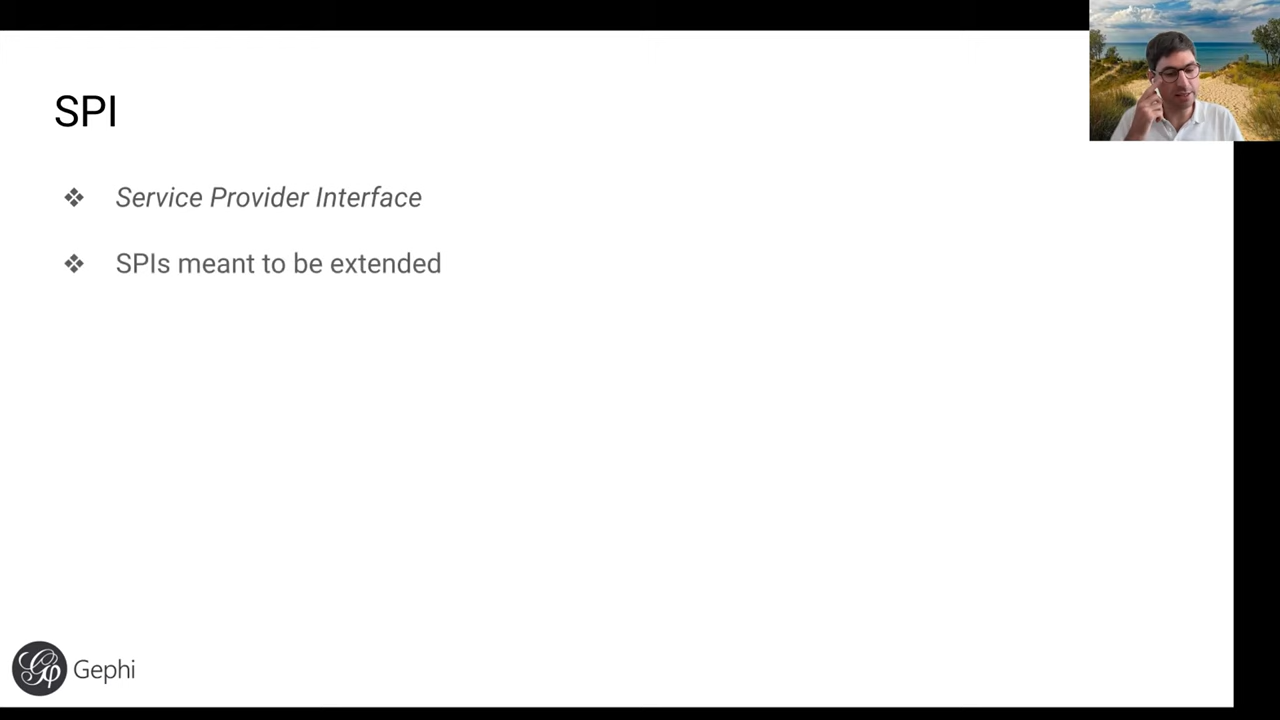 SPI
❖ Service Provider Interface
❖ SPIs meant to be extended
Gephi